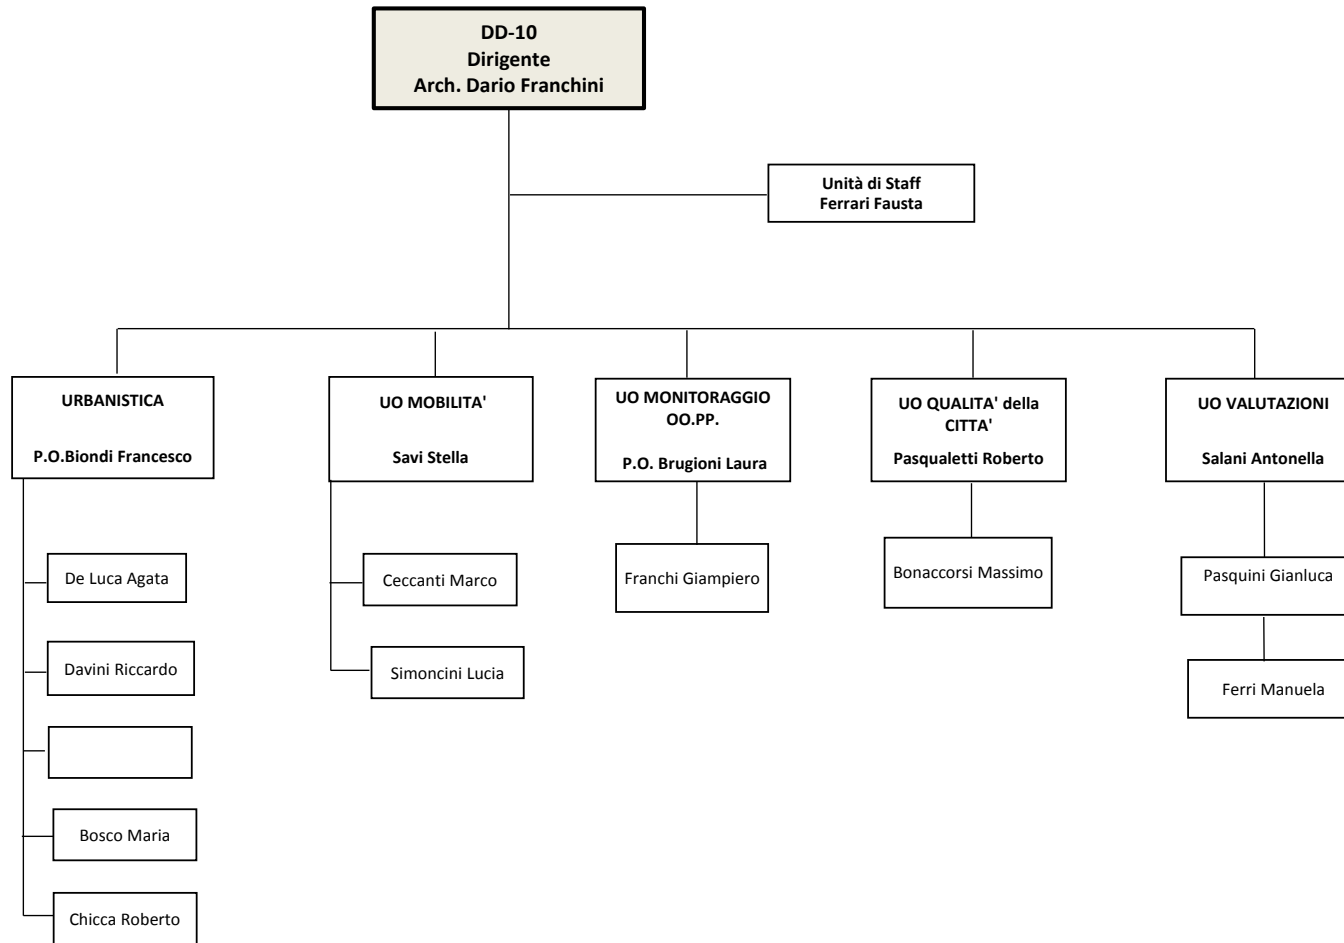 DD-10
Dirigente
Arch. Dario Franchini
Unità di Staff
Ferrari Fausta
URBANISTICA
P.O.Biondi Francesco
De Luca Agata
Davini Riccardo
Bosco Maria
Chicca Roberto
UO MOBILITA'
Savi Stella
Ceccanti Marco
Simoncini Lucia
UO MONITORAGGIO
OO.PP.
P.O. Brugioni Laura
Franchi Giampiero
UO QUALITA' della
CITTA'
Pasqualetti Roberto
Bonaccorsi Massimo
UO VALUTAZIONI
Salani Antonella
Pasquini Gianluca
Ferri Manuela